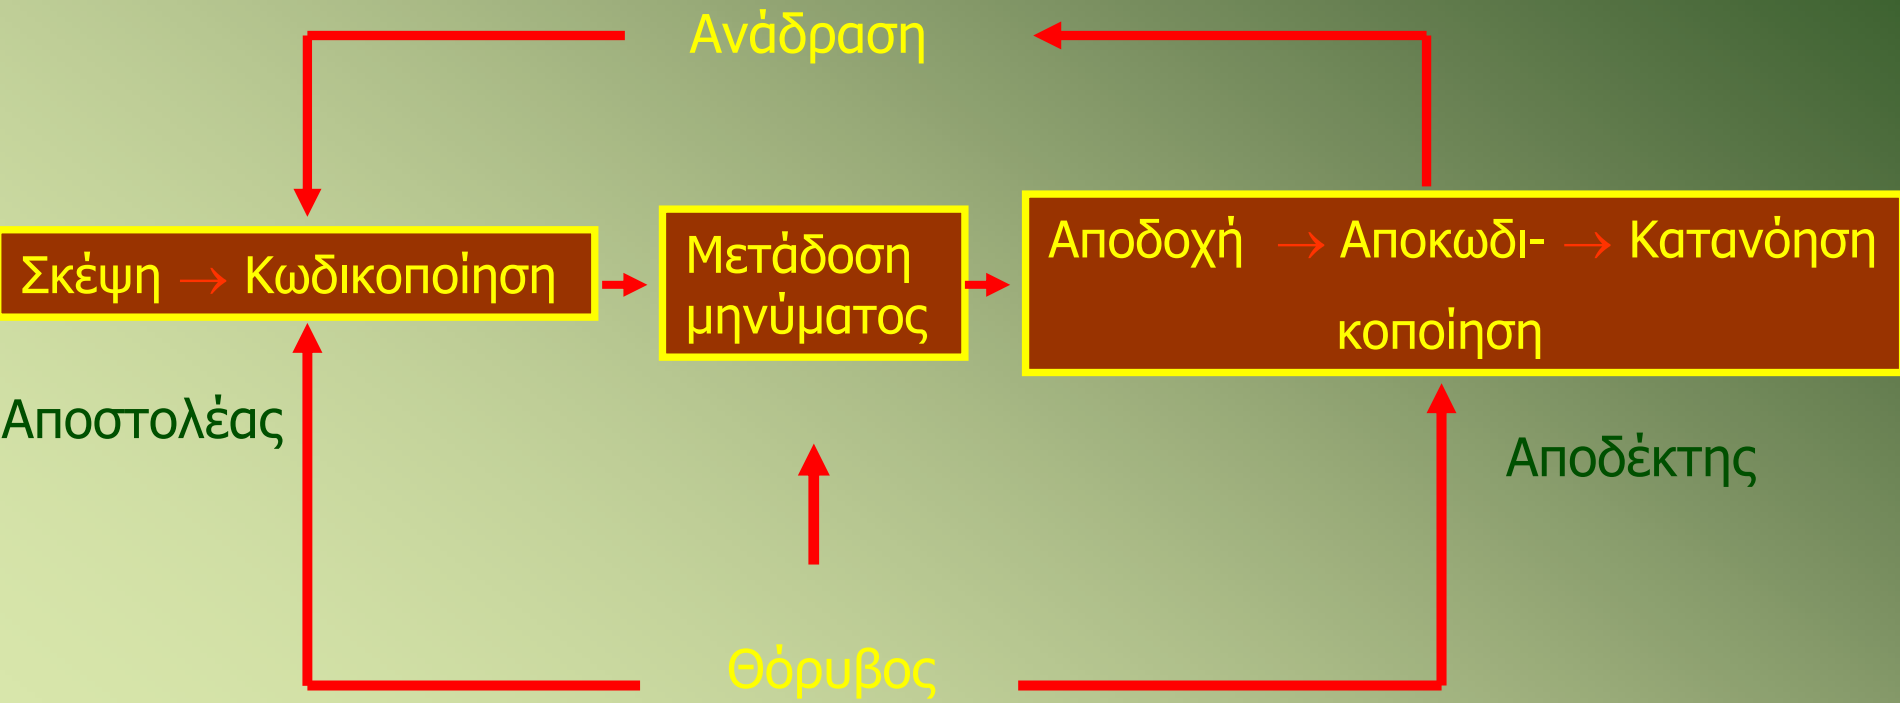 Ανάδραση
Σκέψη → Κωδικοποίηση
Μετάδοση
μηνύματος
Αποδοχή → Αποκωδι- → Κατανόηση
κοποίηση
Αποστολέας
Αποδέκτης
Θόρυβος